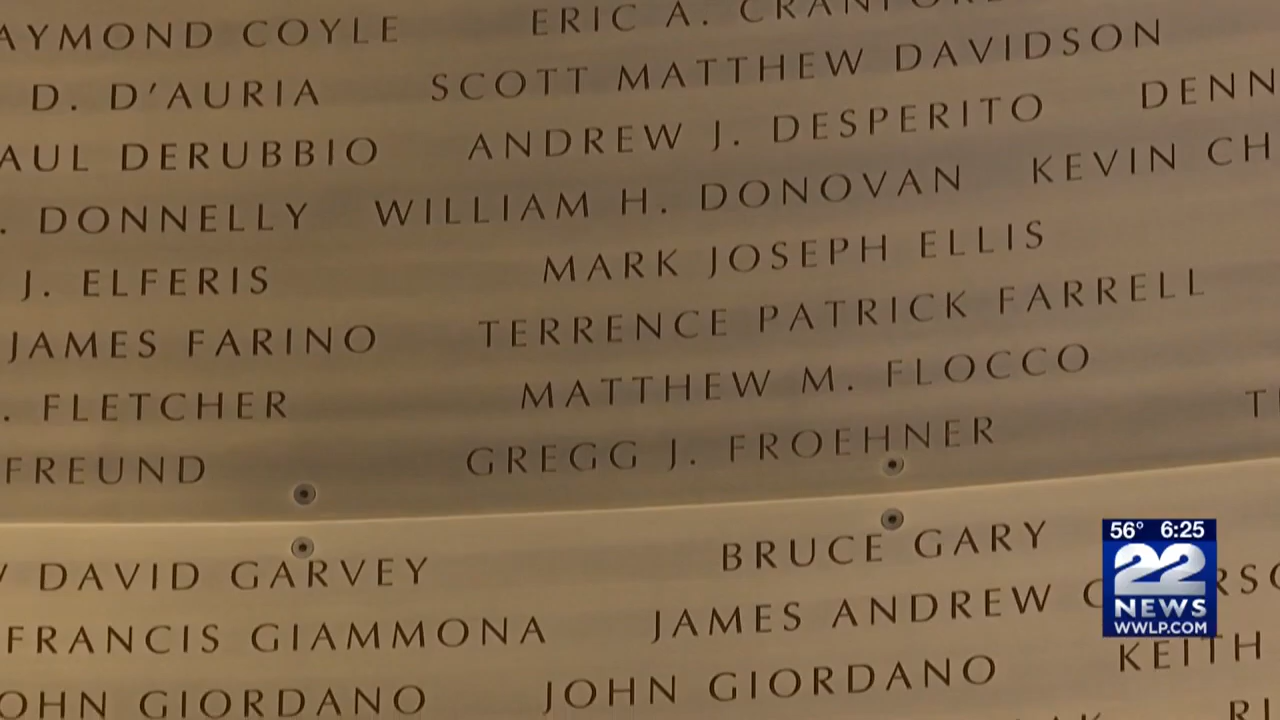 AYMOND COYLE ERIC A. CRANFOR
D. D'AURIA SCOTT MATTHEW DAVIDSON
AUL DERUBBIO ANDREW J. DESPERITO DENN
. DONNELLY WILLIAM H. DONOVAN KEVIN CH
J. ELFERIS MARK JOSEPH ELLIS
JAMES FARINO TERRENCE PATRICK FARRELL
. FLETCHER MATTHEW M. FLOCCO
FREUND GREGG J. FROEHNER T
DAVID GARVEY BRUCE GARY
FRANCIS GIAMMONA JAMES ANDREW
OHN GIORDANO JOHN GIORDANO KEITH
56° 6:25
22
NEWS
WWLP.COM